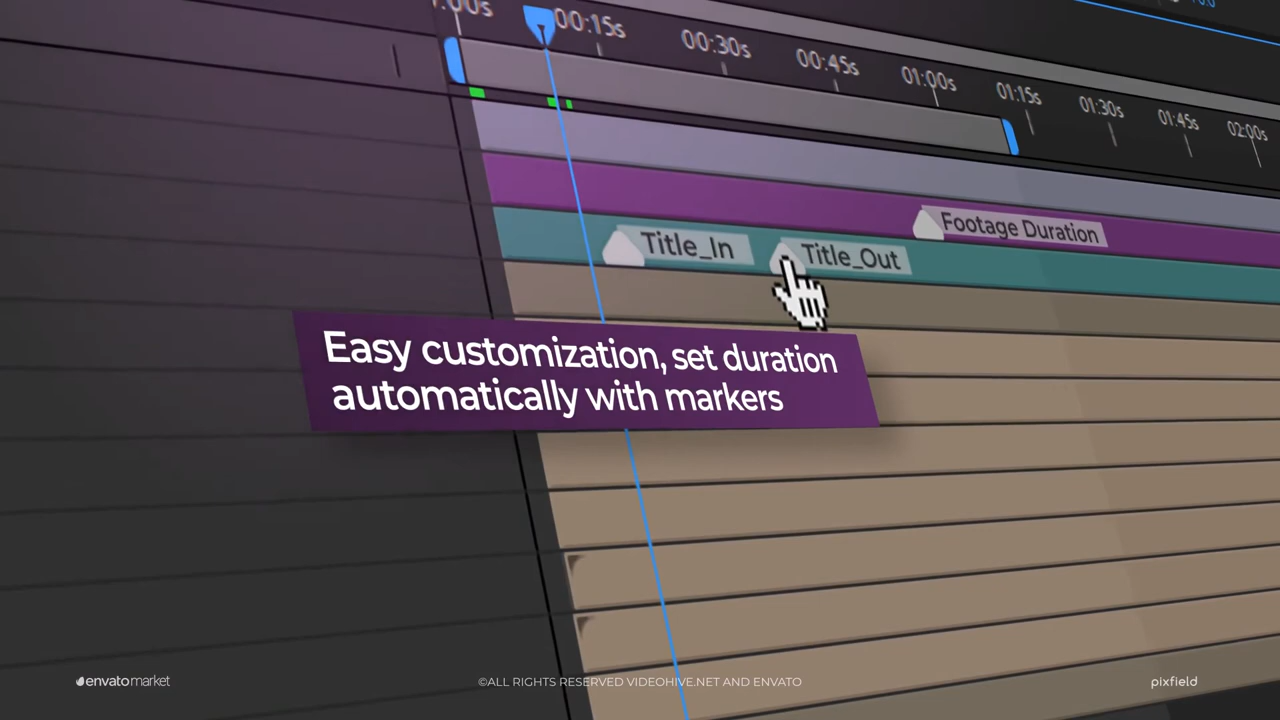 00:15s
00:30s
00:45s
01:00s
01:15s
01:30s
01:45s
02:00s
Footage Duration
Title_In
Title_Out
Easy customization, set duration
automatically with markers
envatomarket
©ALL RIGHTS RESERVED VIDEOHIVE.NET AND ENVATO
pixfield